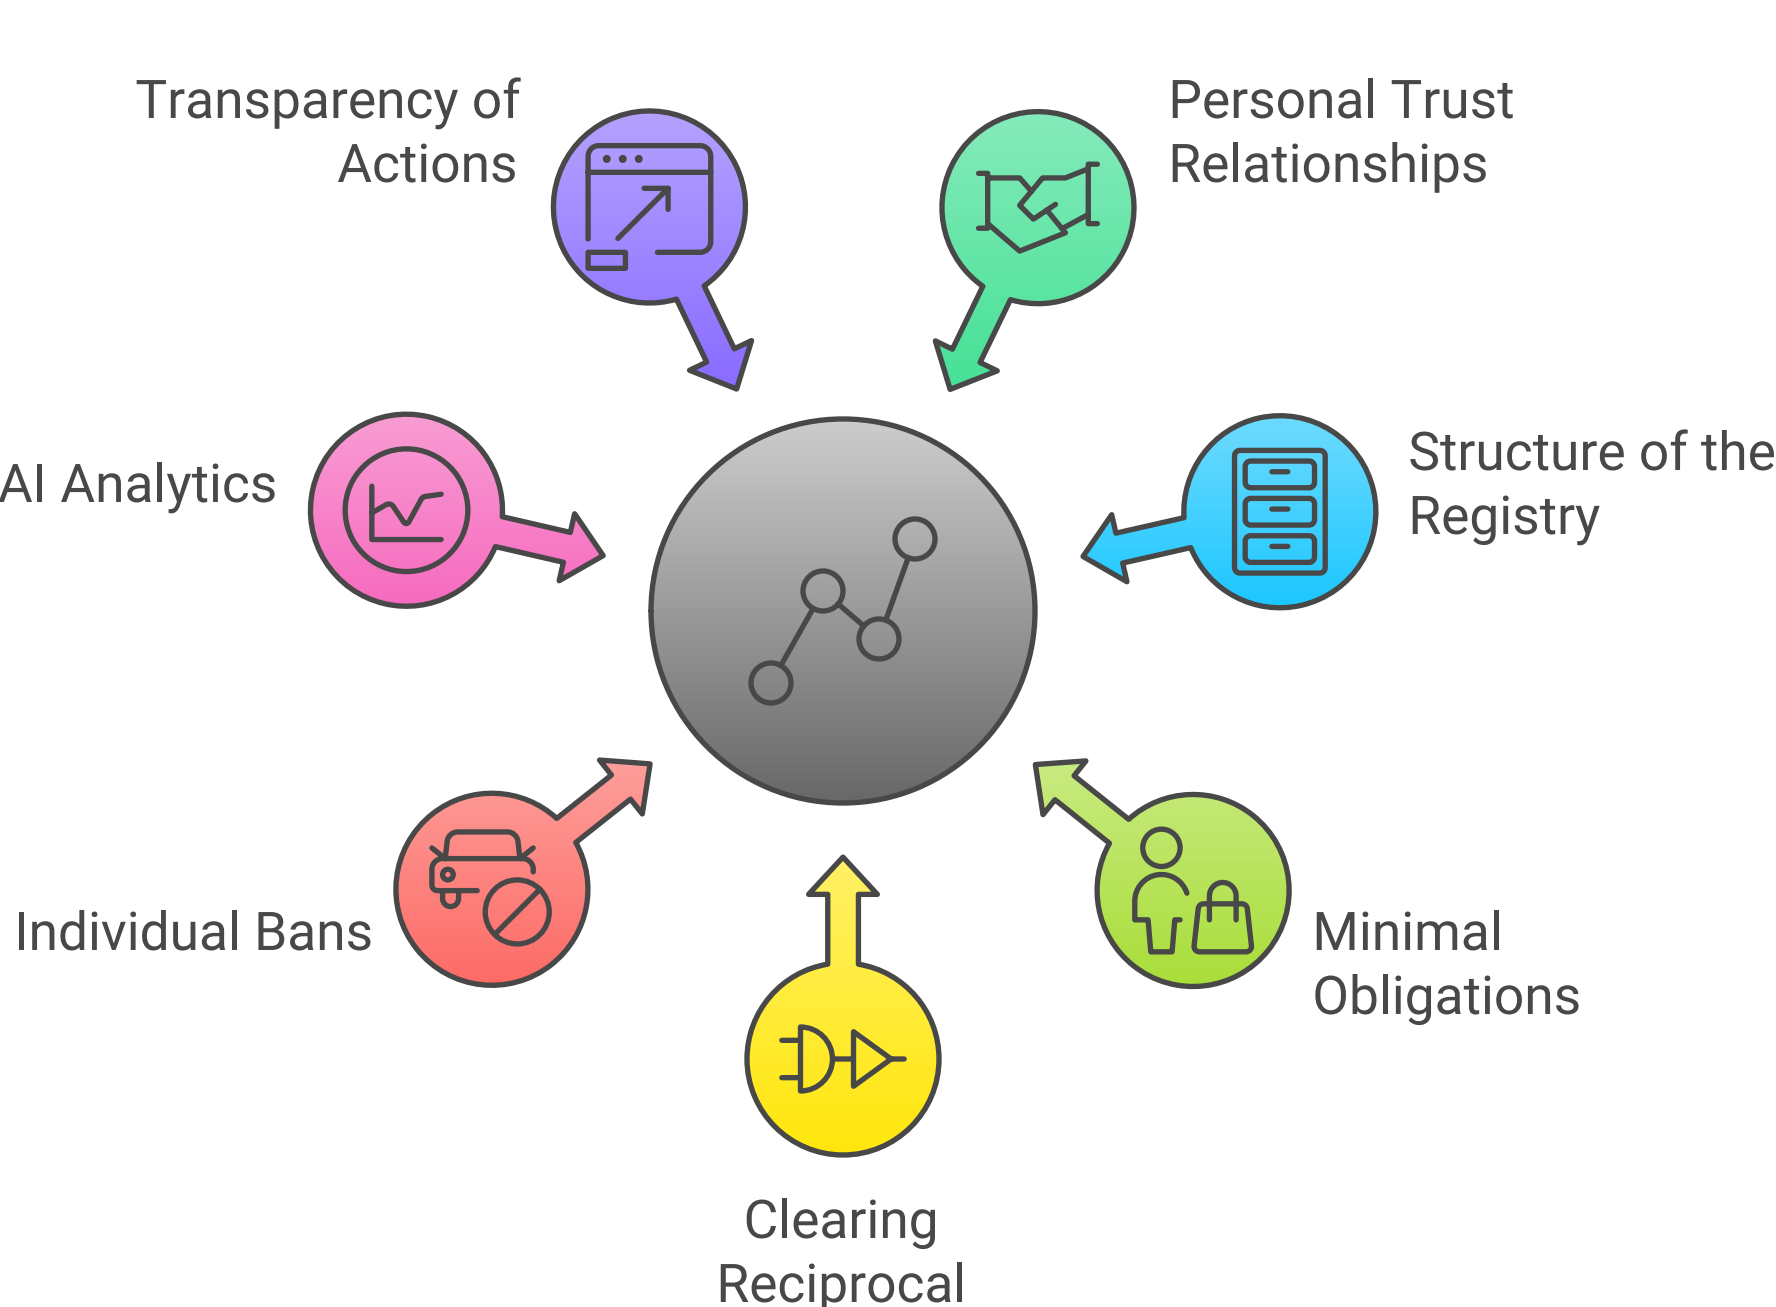 Transparency of
Actions
Personal Trust
Relationships
AI Analytics
Structure of the
Registry
Individual Bans
Minimal
Obligations
Clearing
Reciprocal